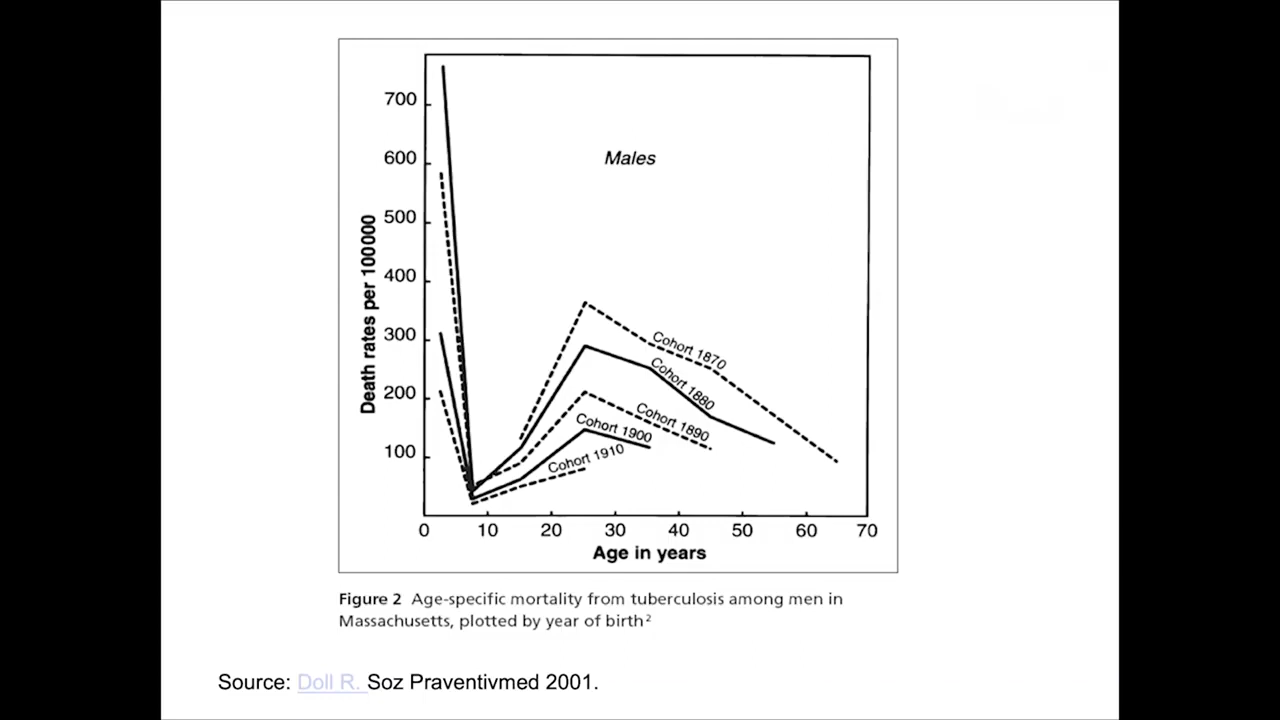 700
600
500
400
300
200
100
Death rates per 100000
Males
Cohort 1870
Cohort 1880
Cohort 1890
Cohort 1900
Cohort 1910
0 10 20 30 40 50 60 70
Age in years
Figure 2 Age-specific mortality from tuberculosis among men in
Massachusetts, plotted by year of birth²
Source: Doll R. Soz Praventivmed 2001.